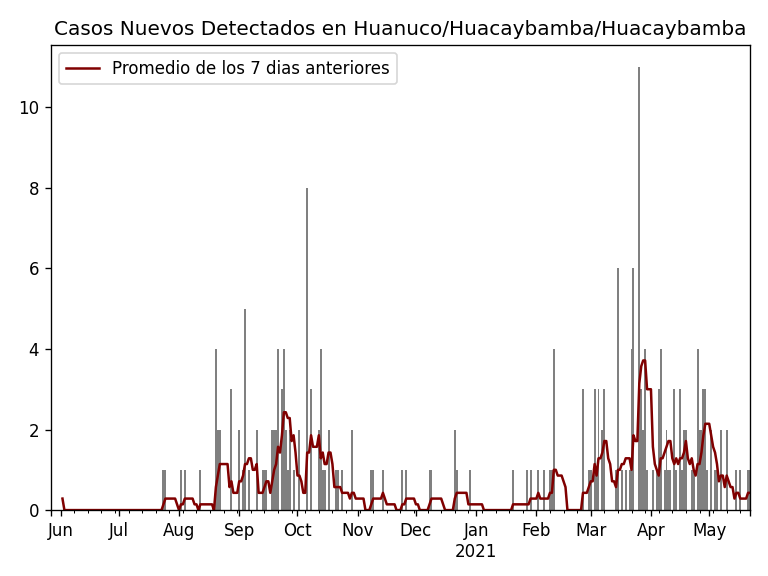 Casos Nuevos Detectados en Huanuco/Huacaybamba/Huacaybamba
Promedio de los 7 dias anteriores
10
8
6
4
2
0
Jun Jul Aug Sep Oct Nov Dec Jan Feb Mar Apr May
2021